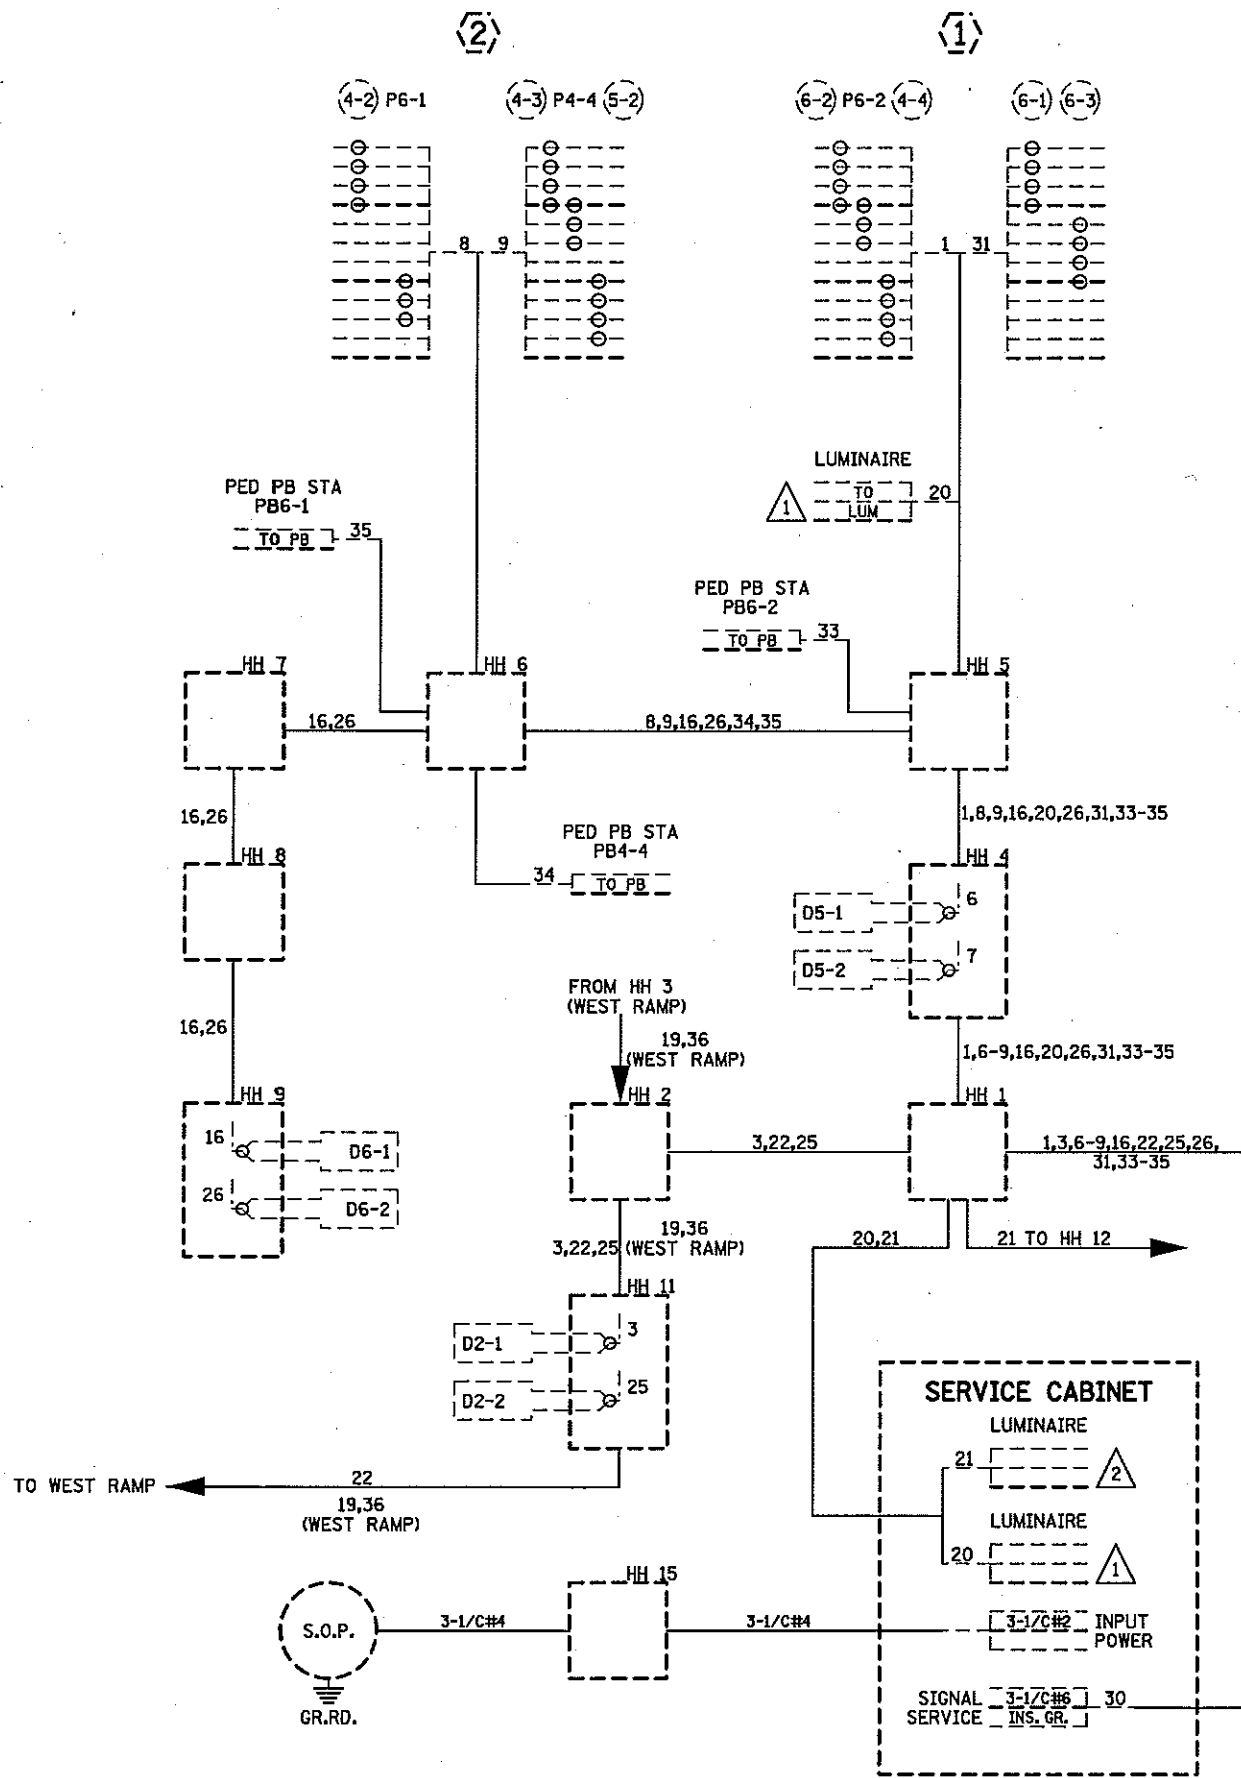 2
1
4-2 P6-1
4-3 P4-4 5-2
6-2 P6-2 4-4
6-1 6-3
8 9
1 31
LUMINAIRE
1
TO
LUM
20
PED PB STA
PB6-1
TO PB
35
PED PB STA
PB6-2
TO PB
33
HH 7
HH 6
HH 5
16,26
8,9,16,26,34,35
16,26
1,8,9,16,20,26,31,33-35
PED PB STA
PB4-4
34
TO PB
HH 8
HH 4
D5-1
6
D5-2
7
FROM HH 3
(WEST RAMP)
16,26
19,36
(WEST RAMP)
1,6-9,16,20,26,31,33-35
HH 9
HH 2
HH 1
16
D6-1
26
D6-2
3,22,25
1,3,6-9,16,22,25,26,
31,33-35
19,36
3,22,25 (WEST RAMP)
20,21
21 TO HH 12
HH 11
D2-1
3
D2-2
25
SERVICE CABINET
LUMINAIRE
21
2
TO WEST RAMP
22
19,36
(WEST RAMP)
LUMINAIRE
20
1
HH 15
S.O.P.
3-1/C#4
3-1/C#4
3-1/C#2
INPUT
POWER
GR.RD.
SIGNAL
SERVICE
3-1/C#6
INS. GR.
30